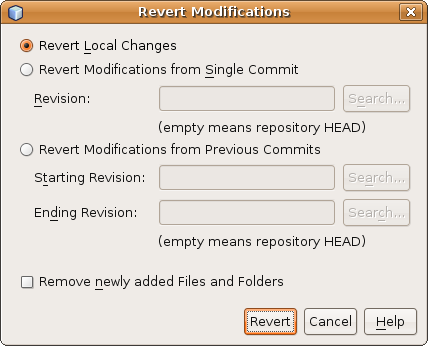 Revert Modifications
Revert Local Changes
Revert Modifications from Single Commit
Revision: Search...
(empty means repository HEAD)
Revert Modifications from Previous Commits
Starting Revision: Search...
Ending Revision: Search...
(empty means repository HEAD)
Remove newly added Files and Folders
Revert Cancel Help